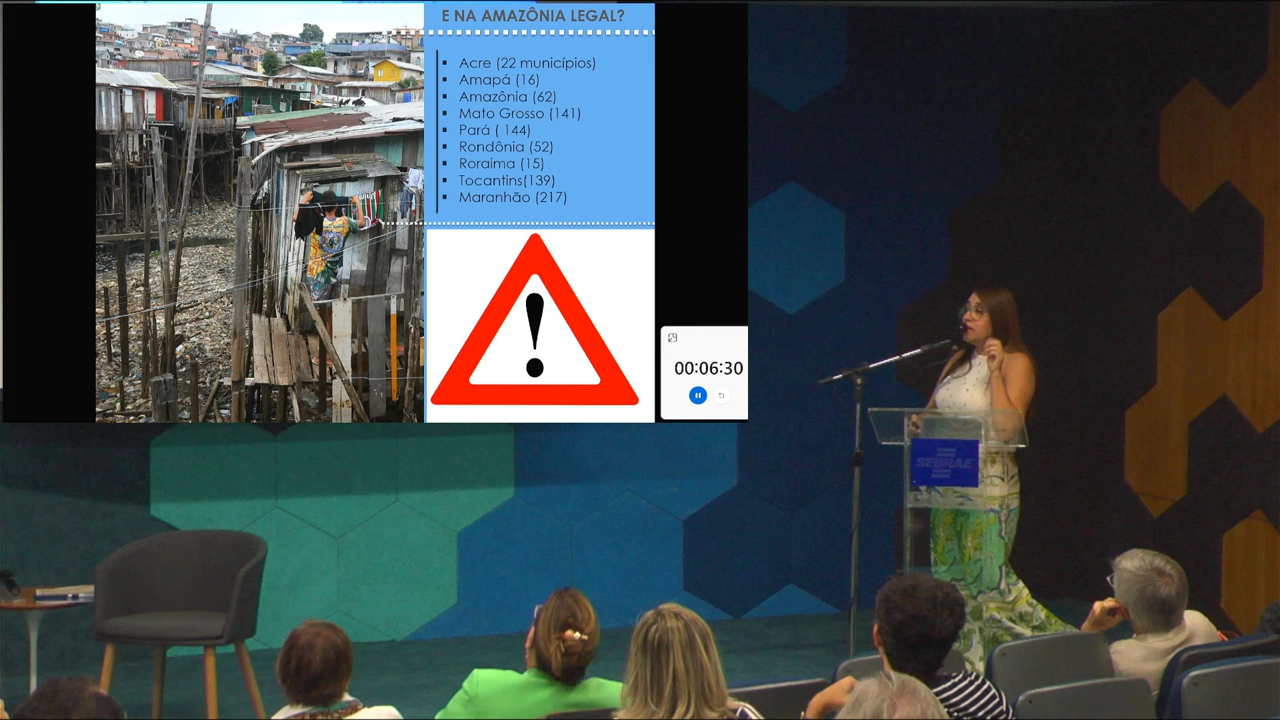 E NA AMAZÔNIA LEGAL?
▪ Acre (22 municípios)
▪ Amapá (16)
▪ Amazônia (62)
▪ Mato Grosso (141)
▪ Pará ( 144)
▪ Rondônia (52)
▪ Roraima (15)
▪ Tocantins(139)
▪ Maranhão (217)
!
00:06:30
SEBRAE